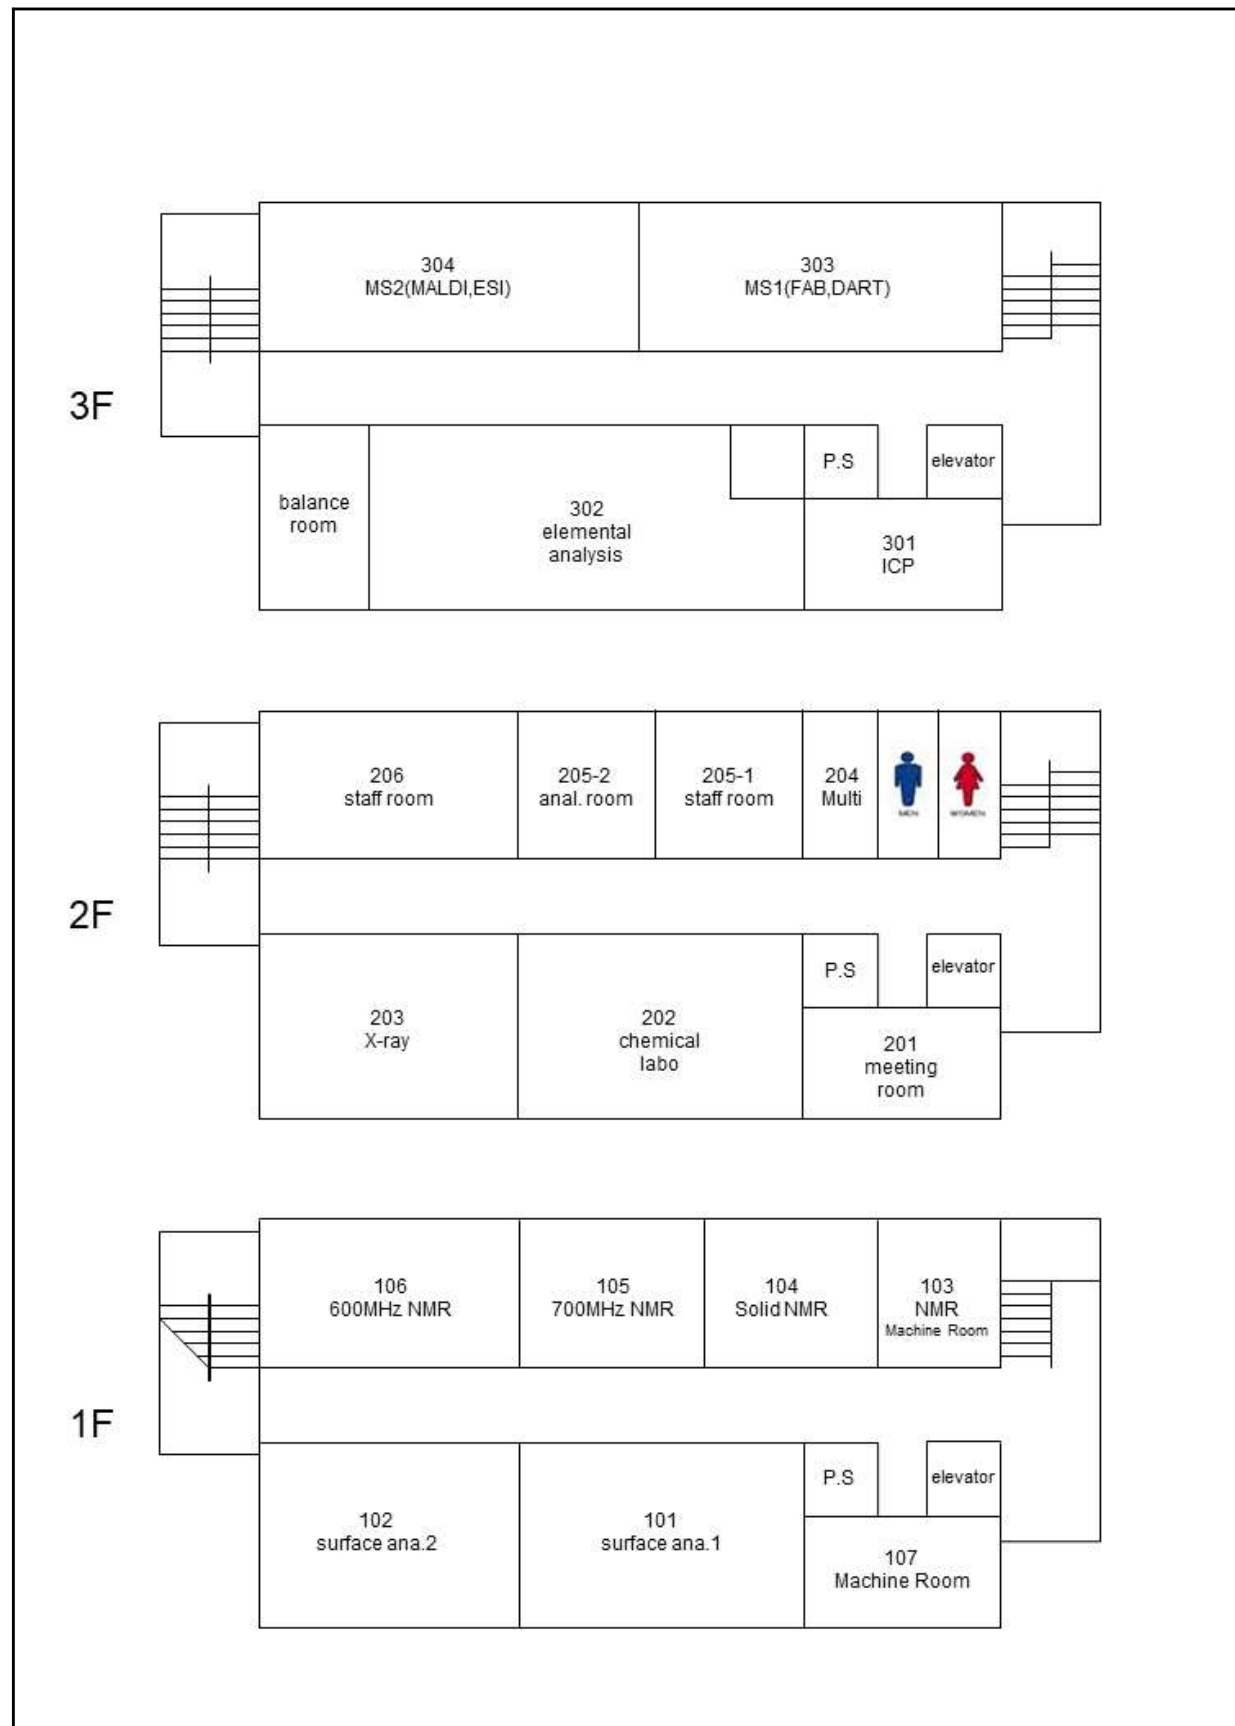 304
MS2(MALDI,ESI)
303
MS1(FAB,DART)
3F
balance
room
302
elemental
analysis
P.S
elevator
301
ICP
206
staff room
205-2
anal. room
205-1
staff room
204
Multi
MEN
WOMEN
2F
203
X-ray
202
chemical
labo
P.S
elevator
201
meeting
room
106
600MHz NMR
105
700MHz NMR
104
Solid NMR
103
NMR
Machine Room
1F
102
surface ana.2
101
surface ana.1
P.S
elevator
107
Machine Room